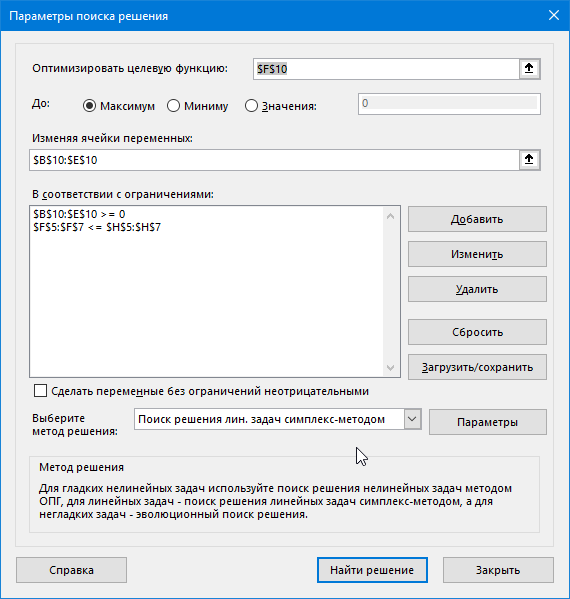 Параметры поиска решения
Оптимизировать целевую функцию: $F$10
До: Максимум Миниму Значения: 0
Изменяя ячейки переменных:
$B$10:$E$10
В соответствии с ограничениями:
$B$10:$E$10 >= 0
$F$5:$F$7 <= $H$5:$H$7
Добавить
Изменить
Удалить
Сбросить
Загрузить/сохранить
Сделать переменные без ограничений неотрицательными
Выберите
метод решения:
Поиск решения лин. задач симплекс-методом
Параметры
Метод решения
Для гладких нелинейных задач используйте поиск решения нелинейных задач методом
ОПГ, для линейных задач - поиск решения линейных задач симплекс-методом, а для
негладких задач - эволюционный поиск решения.
Справка
Найти решение
Закрыть